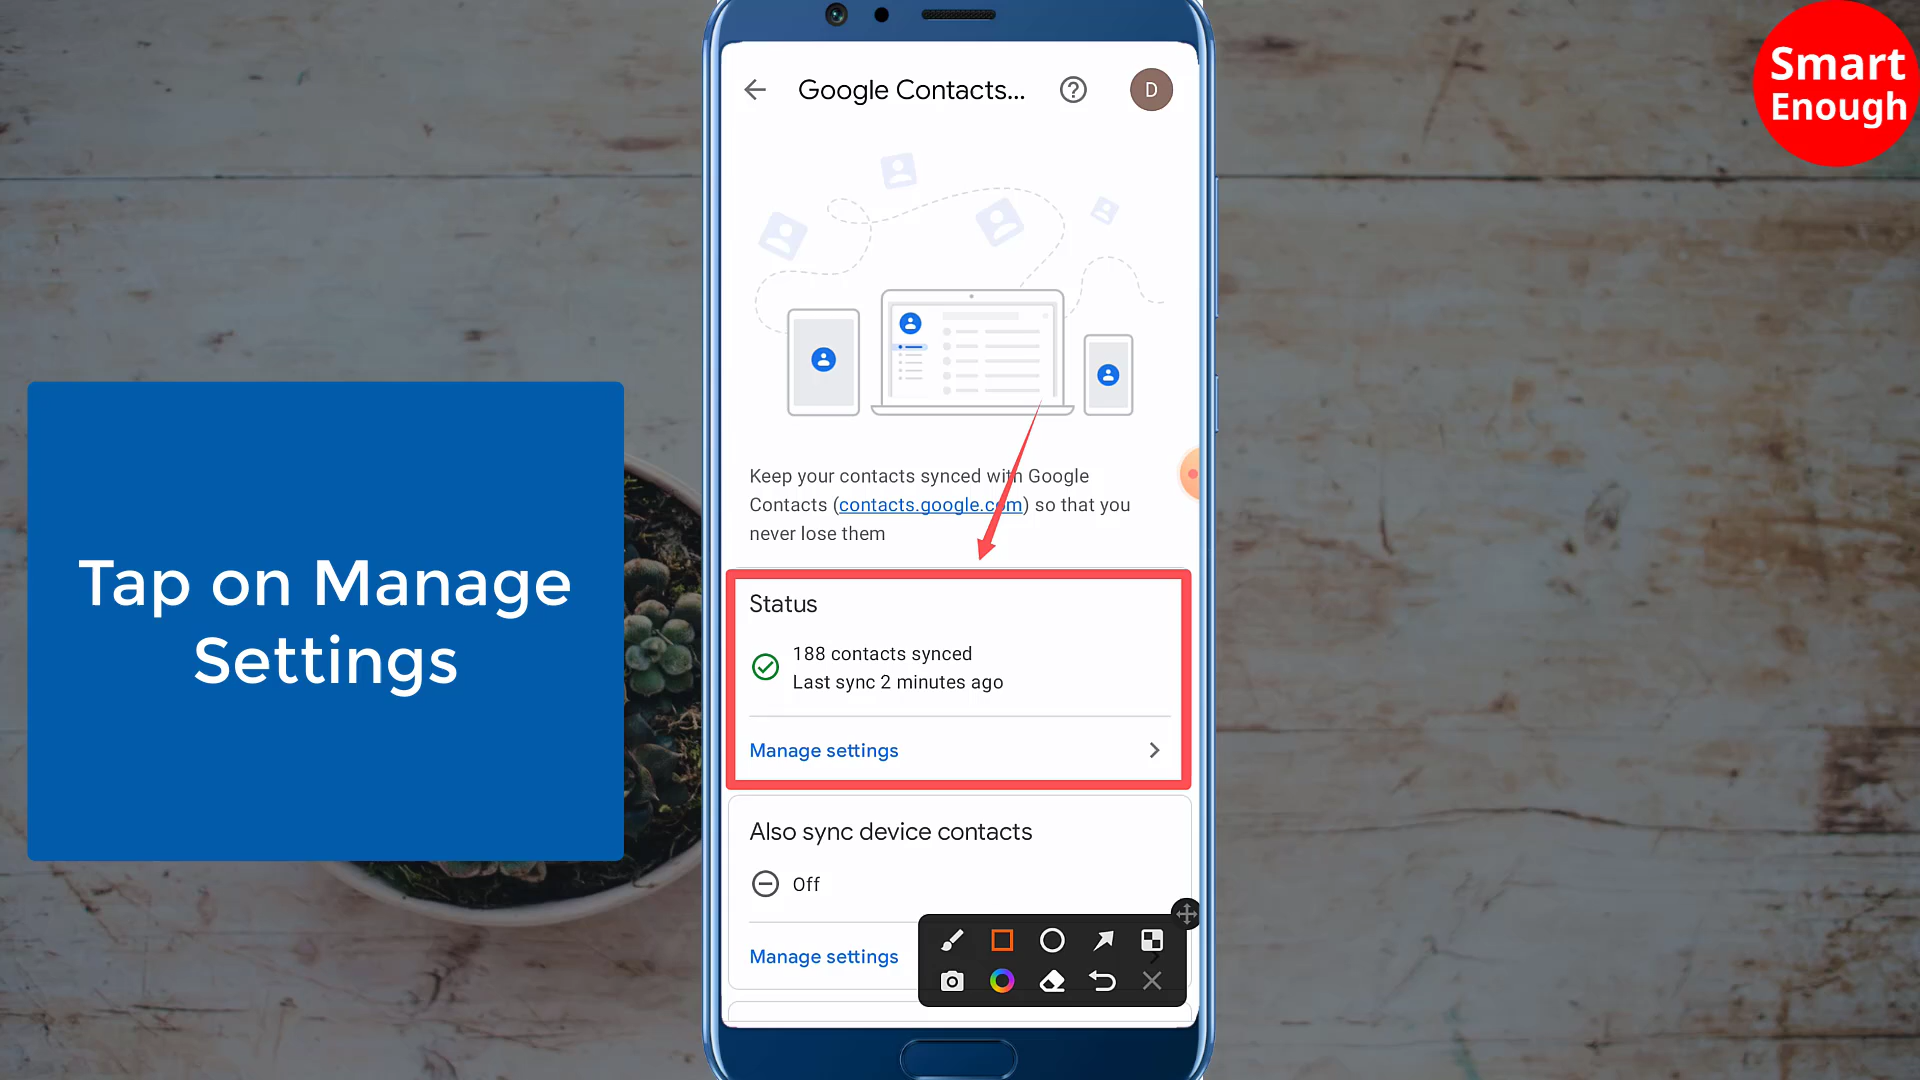 Smart
Enough
Google Contacts...
D
Keep your contacts synced with Google
Contacts (contacts.google.com) so that you
never lose them
Tap on Manage
Settings
Status
188 contacts synced
Last sync 2 minutes ago
Manage settings
Also sync device contacts
Off
Manage settings